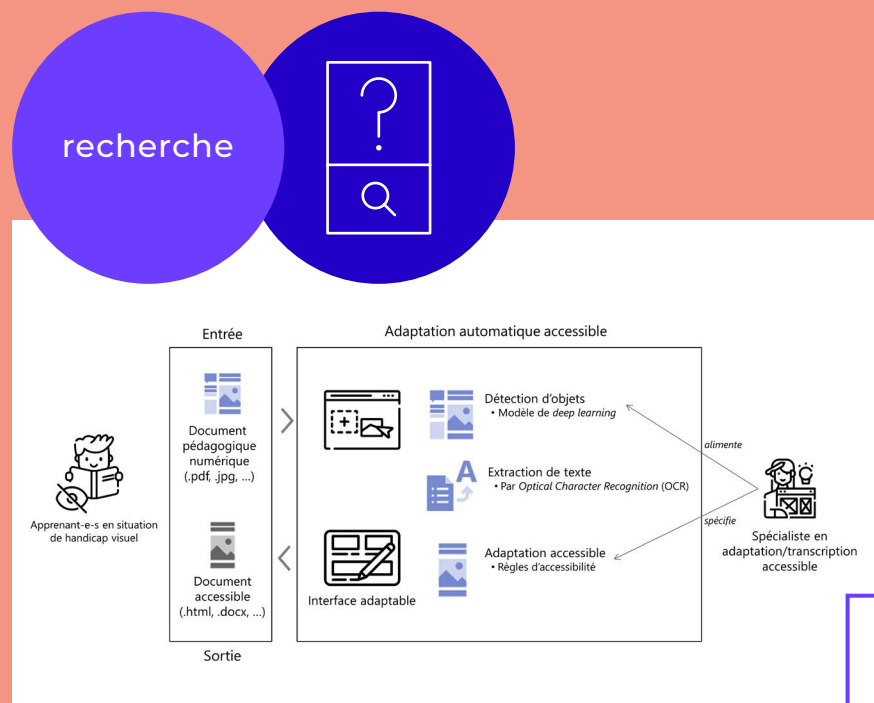 recherche
?
Entrée
Adaptation automatique accessible
Document
pédagogique
numérique
(.pdf, .jpg, ...)
Détection d'objets
• Modèle de deep learning
A
Extraction de texte
• Par Optical Character Recognition (OCR)
alimente
spécifie
Apprenant-e-s en situation
de handicap visuel
Document
accessible
(.html, .docx, ...)
Interface adaptable
Adaptation accessible
• Règles d'accessibilité
Spécialiste en
adaptation/transcription
accessible
Sortie